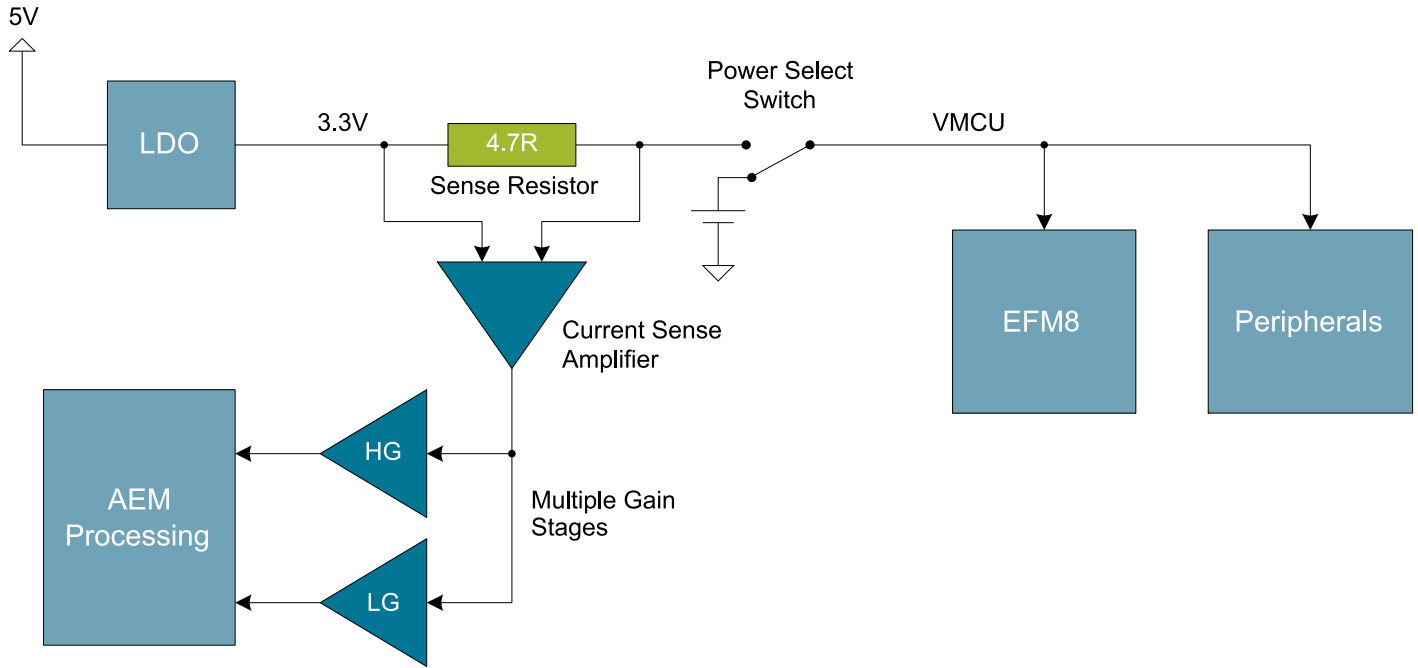 5V
LDO
3.3V
4.7R
Sense Resistor
Power Select
Switch
VMCU
EFM8
Peripherals
Current Sense
Amplifier
HG
AEM
Processing
Multiple Gain
Stages
LG